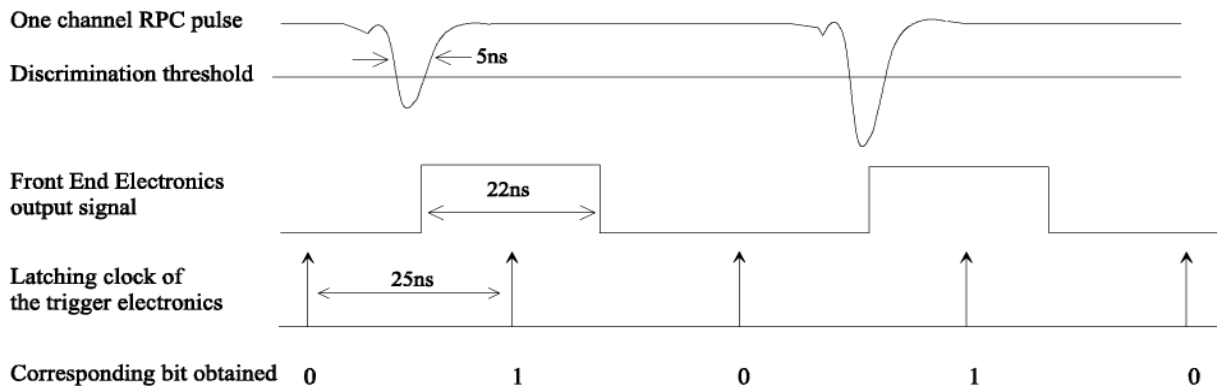 One channel RPC pulse
5ns
Discrimination threshold
Front End Electronics
output signal
22ns
Latching clock of
the trigger electronics
25ns
Corresponding bit obtained 0 1 0 1 0